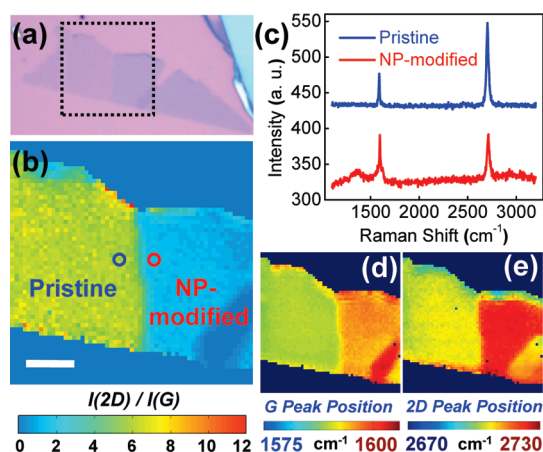 (a)
(b)
Pristine
NP-
modified
I(2D) / I(G)
0 2 4 6 8 10 12
(c)
Intensity (a. u.)
550
500
450
400
350
300
Pristine
NP-modified
1500 2000 2500 3000
Raman Shift (cm-1)
(d)
(e)
G Peak Position
1575 cm-1 1600
2D Peak Position
2670 cm-1 2730